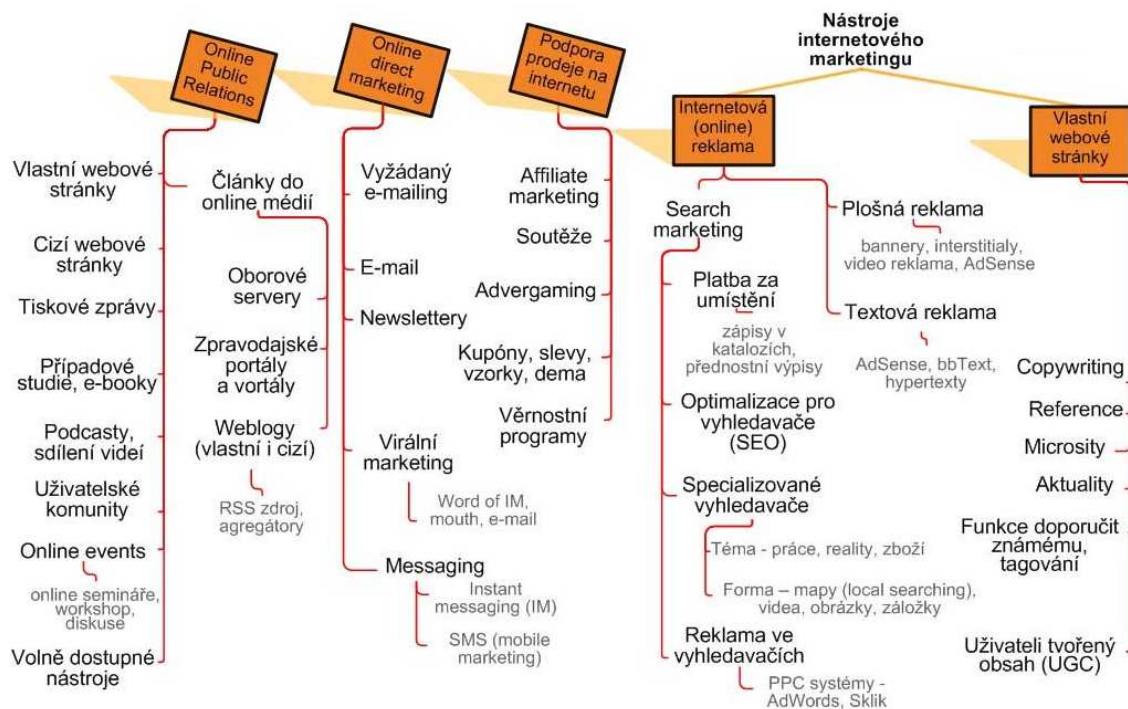 Nástroje
internetového
marketingu
Online
Public
Relations
Vlastní webové
stránky
Cizí webové
stránky
Tiskové zprávy
Případové
studie, e-booky
Podcasty,
sdílení videí
Uživatelské
komunity
Online events
online semináře,
workshop,
diskuse
Volně dostupné
nástroje
Články do
online médií
Oborové
servery
Zpravodajské
portály
a vortály
Weblogy
(vlastní i cizí)
RSS zdroj,
agregátory
Online
direct
marketing
Vyžádaný
e-mailing
E-mail
Newslettery
Virální
marketing
Word of IM,
mouth, e-mail
Messaging
Instant
messaging (IM)
SMS (mobile
marketing)
Podpora
prodeje na
internetu
Affiliate
marketing
Soutěže
Advergaming
Kupóny, slevy,
vzorky, dema
Věrnostní
programy
Internetová
(online)
reklama
Search
marketing
Platba za
umístění
zápisy v
katalozích,
přednostní výpisy
Optimalizace pro
vyhledavače
(SEO)
Specializované
vyhledavače
Téma - práce, reality, zboží
Forma – mapy (local searching),
videa, obrázky, záložky
Reklama ve
vyhledavačích
PPC systémy -
AdWords, Sklik
Plošná reklama
bannery, interstitialy,
video reklama, AdSense
Textová reklama
AdSense, bbText,
hypertexty
Vlastní
webové
stránky
Copywriting
Reference
Microsity
Aktuality
Funkce doporučit
známému,
tagování
Uživateli tvořený
obsah (UGC)